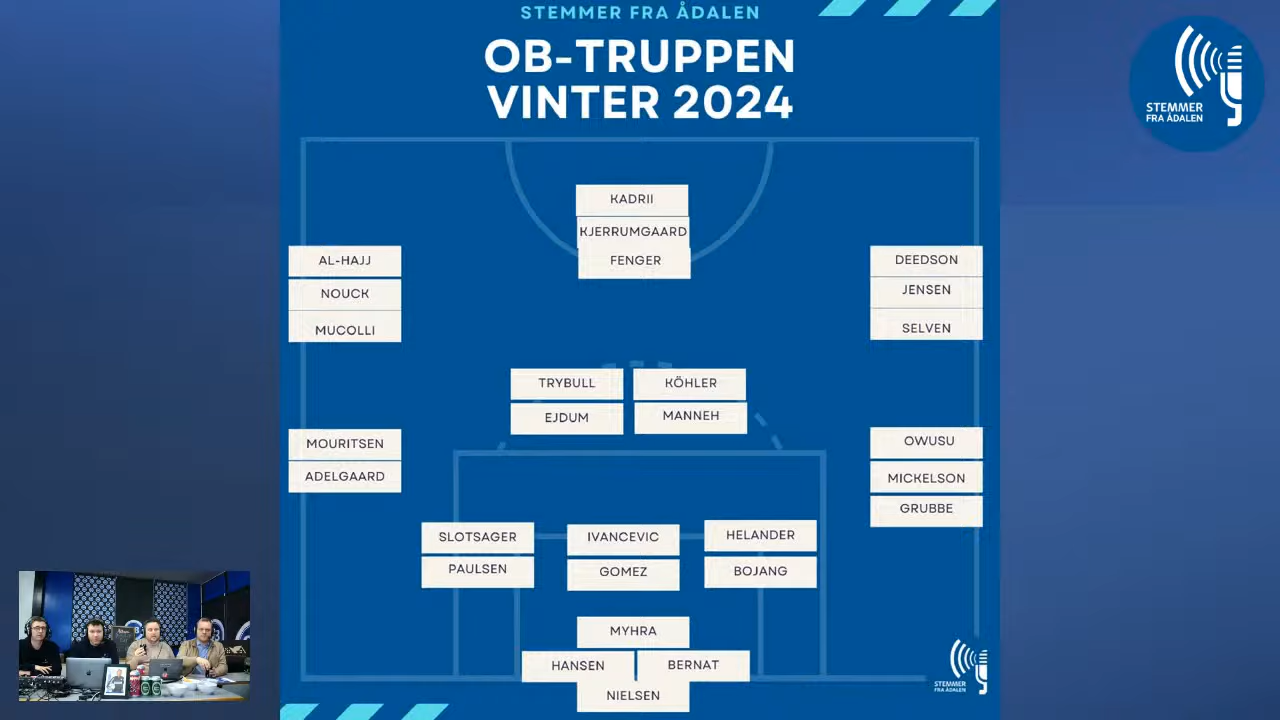 STEMMER FRA ÅDALEN
OB-TRUPPEN
VINTER 2024
STEMMER
FRA ÅDALEN
KADRII
KJERRUMGAARD
FENGER
AL-HAJJ
NOUCK
MUCOLLI
DEEDSON
JENSEN
SELVEN
TRYBULL
KÖHLER
EJDUM
MANNEH
MOURITSEN
ADELGAARD
OWUSU
MICKELSON
GRUBBE
SLOTSAGER
IVANCEVIC
HELANDER
PAULSEN
GOMEZ
BOJANG
MYHRA
HANSEN
BERNAT
NIELSEN
STEMMER
FRA ÅDALEN